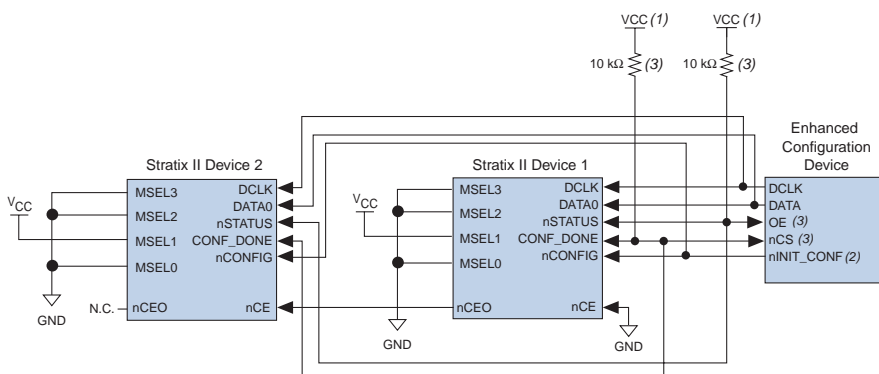 VCC (1)
VCC (1)
10 kΩ
(3)
10 kΩ
(3)
Enhanced
Configuration
Device
Stratix II Device 2
Stratix II Device 1
VCC
MSEL3
MSEL2
MSEL1
MSEL0
nCEO
DCLK
DATA0
nSTATUS
CONF_DONE
nCONFIG
nCE
N.C.
GND
VCC
MSEL3
MSEL2
MSEL1
MSEL0
nCEO
DCLK
DATA0
nSTATUS
CONF_DONE
nCONFIG
nCE
GND
GND
DCLK
DATA
OE (3)
nCS (3)
nINIT_CONF (2)